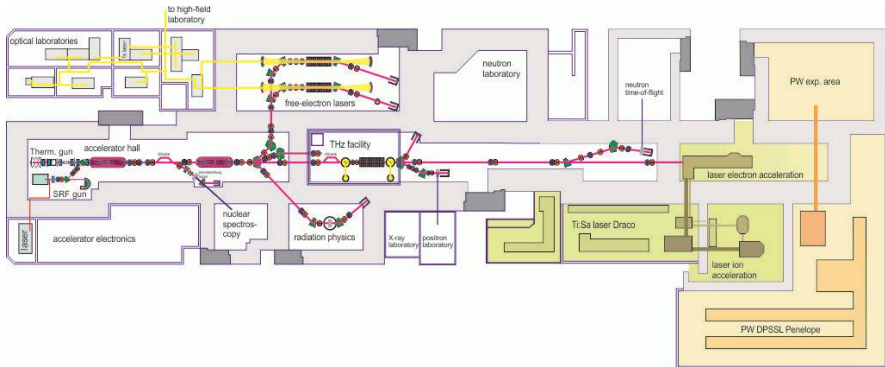 to high-field
laboratory
optical laboratories
fs laser
neutron
laboratory
neutron
time-of-flight
PW exp. area
free-electron lasers
accelerator hall
THz facility
Therm. gun
SRF gun
laser electron acceleration
laser
accelerator electronics
nuclear
spectros-
copy
radiation physics
X-ray
laboratory
positron laboratory
Ti:Sa laser Draco
laser ion
acceleration
PW DPSSL Penelope